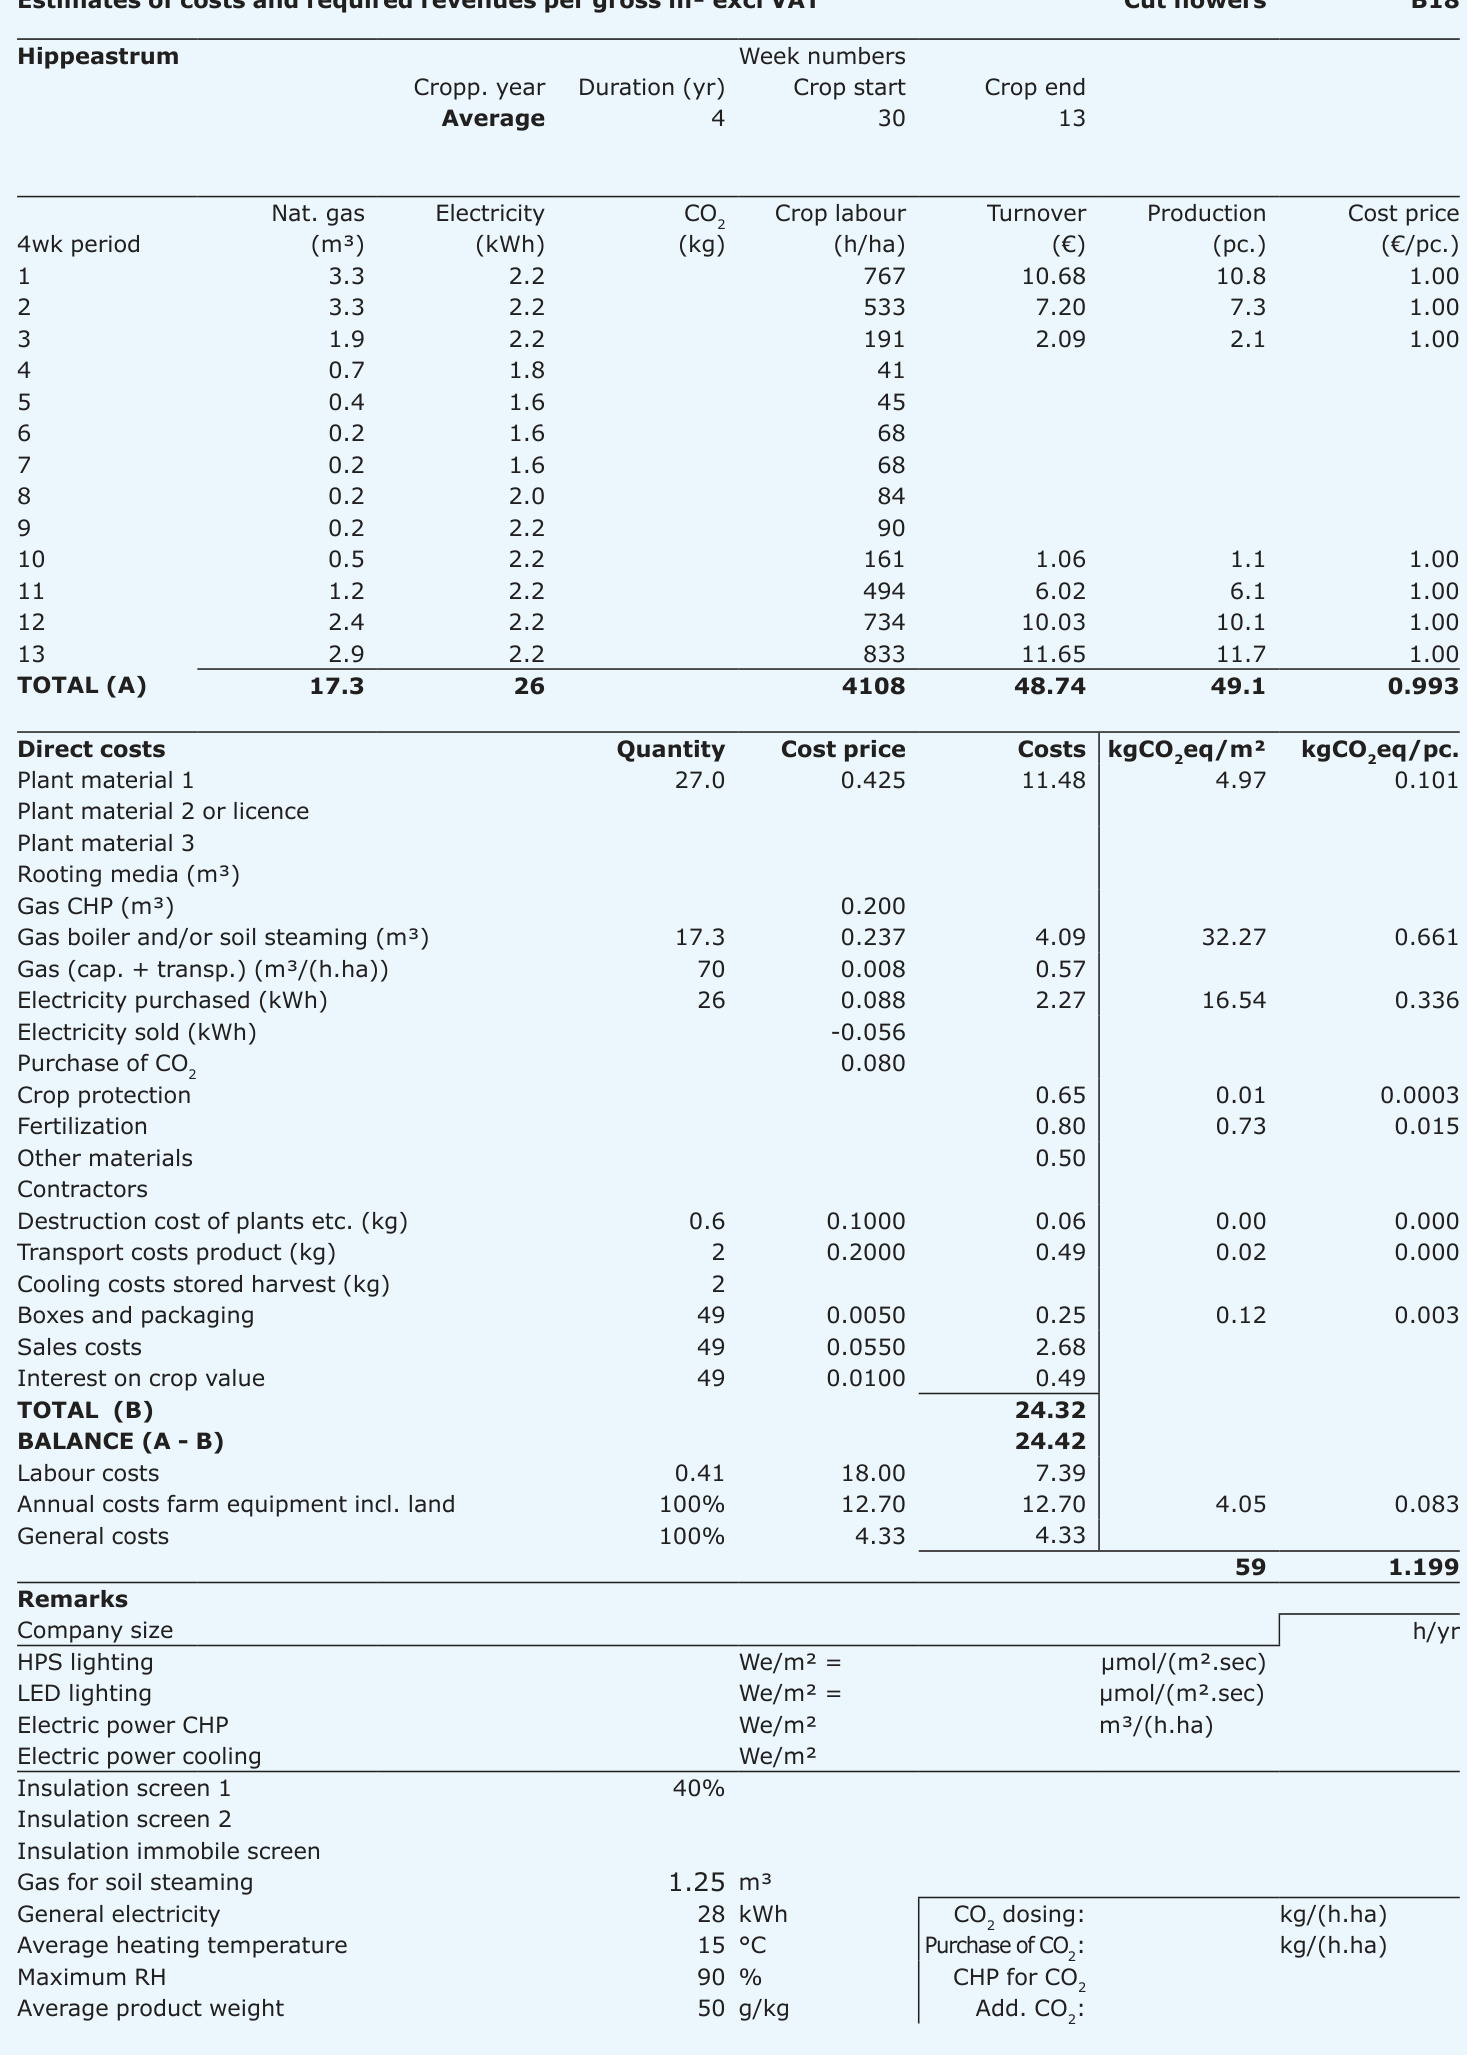 Estimates of costs and required revenues per gross m² excl VAT Cut flowers B18
Hippeastrum Week numbers
Cropp. year Duration (yr) Crop start Crop end
Average 4 30 13
Nat. gas Electricity CO₂ Crop labour Turnover Production Cost price
4wk period (m³) (kWh) (kg) (h/ha) (€) (pc.) (€/pc.)
1 3.3 2.2 767 10.68 10.8 1.00
2 3.3 2.2 533 7.20 7.3 1.00
3 1.9 2.2 191 2.09 2.1 1.00
4 0.7 1.8 41
5 0.4 1.6 45
6 0.2 1.6 68
7 0.2 1.6 68
8 0.2 2.0 84
9 0.2 2.2 90
10 0.5 2.2 161 1.06 1.1 1.00
11 1.2 2.2 494 6.02 6.1 1.00
12 2.4 2.2 734 10.03 10.1 1.00
13 2.9 2.2 833 11.65 11.7 1.00
TOTAL (A) 17.3 26 4108 48.74 49.1 0.993
Direct costs Quantity Cost price Costs kgCO₂eq/m² kgCO₂eq/pc.
Plant material 1 27.0 0.425 11.48 4.97 0.101
Plant material 2 or licence
Plant material 3
Rooting media (m³)
Gas CHP (m³) 0.200
Gas boiler and/or soil steaming (m³) 17.3 0.237 4.09 32.27 0.661
Gas (cap. + transp.) (m³/(h.ha)) 70 0.008 0.57
Electricity purchased (kWh) 26 0.088 2.27 16.54 0.336
Electricity sold (kWh) -0.056
Purchase of CO₂ 0.080
Crop protection 0.65 0.01 0.0003
Fertilization 0.80 0.73 0.015
Other materials 0.50
Contractors
Destruction cost of plants etc. (kg) 0.6 0.1000 0.06 0.00 0.000
Transport costs product (kg) 2 0.2000 0.49 0.02 0.000
Cooling costs stored harvest (kg) 2
Boxes and packaging 49 0.0050 0.25 0.12 0.003
Sales costs 49 0.0550 2.68
Interest on crop value 49 0.0100 0.49
TOTAL (B) 24.32
BALANCE (A - B) 24.42
Labour costs 0.41 18.00 7.39
Annual costs farm equipment incl. land 100% 12.70 12.70 4.05 0.083
General costs 100% 4.33 4.33
59 1.199
Remarks
Company size h/yr
HPS lighting We/m² = µmol/(m².sec)
LED lighting We/m² = µmol/(m².sec)
Electric power CHP We/m² m³/(h.ha)
Electric power cooling We/m²
Insulation screen 1 40%
Insulation screen 2
Insulation immobile screen
Gas for soil steaming 1.25 m³
General electricity 28 kWh CO₂ dosing: kg/(h.ha)
Average heating temperature 15 °C Purchase of CO₂: kg/(h.ha)
Maximum RH 90 % CHP for CO₂
Average product weight 50 g/kg Add. CO₂: